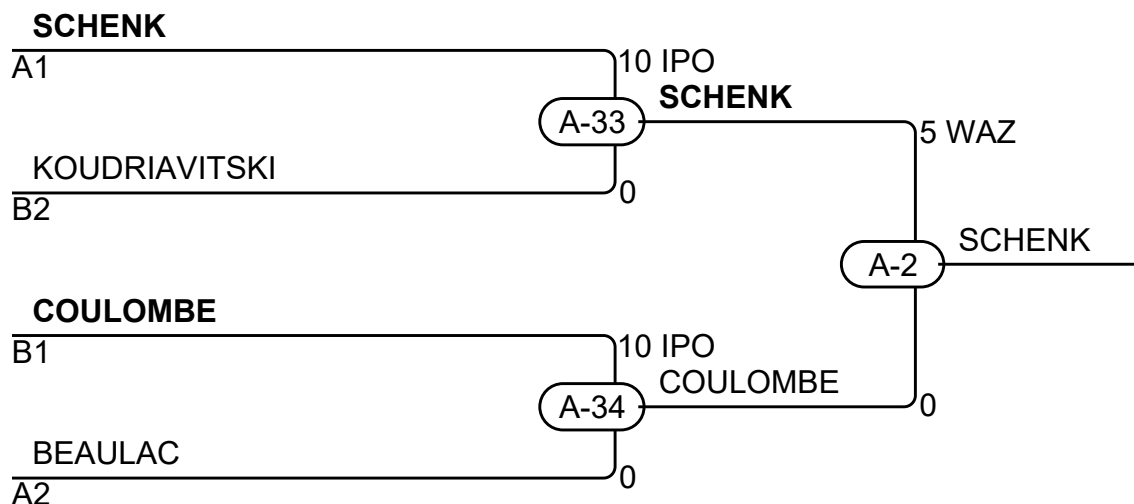 SCHENK
A1
10 IPO
SCHENK
A-33
5 WAZ
KOUDRIAVITSKI
B2
0
SCHENK
A-2
COULOMBE
B1
10 IPO
COULOMBE
A-34
0
BEAULAC
A2
0